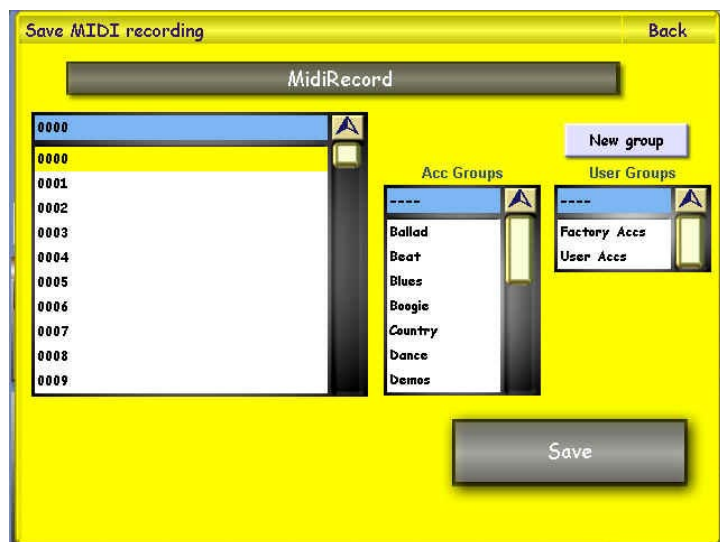 Save MIDI recording
Back
MidiRecord
0000
0000
0001
0002
0003
0004
0005
0006
0007
0008
0009
New group
Acc Groups
----
Ballad
Beat
Blues
Boogie
Country
Dance
Demos
User Groups
----
Factory Accs
User Accs
Save